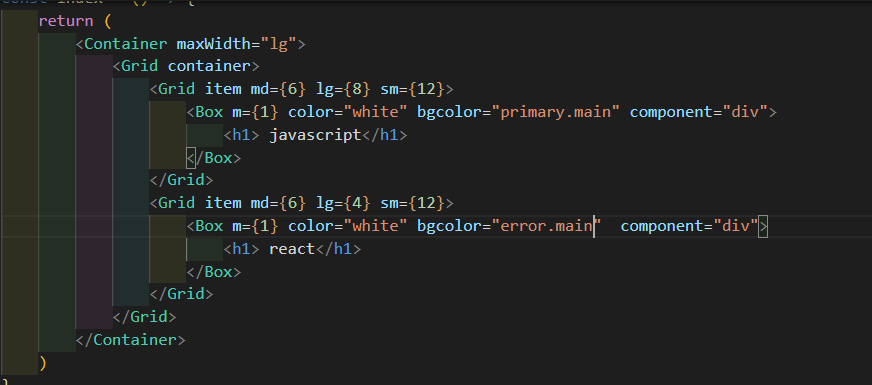 const index = () => {
return (
<Container maxWidth="lg">
<Grid container>
<Grid item md={6} lg={8} sm={12}>
<Box m={1} color="white" bgcolor="primary.main" component="div">
<h1> javascript</h1>
</Box>
</Grid>
<Grid item md={6} lg={4} sm={12}>
<Box m={1} color="white" bgcolor="error.main"  component="div">
<h1> react</h1>
</Box>
</Grid>
</Grid>
</Container>
)
}